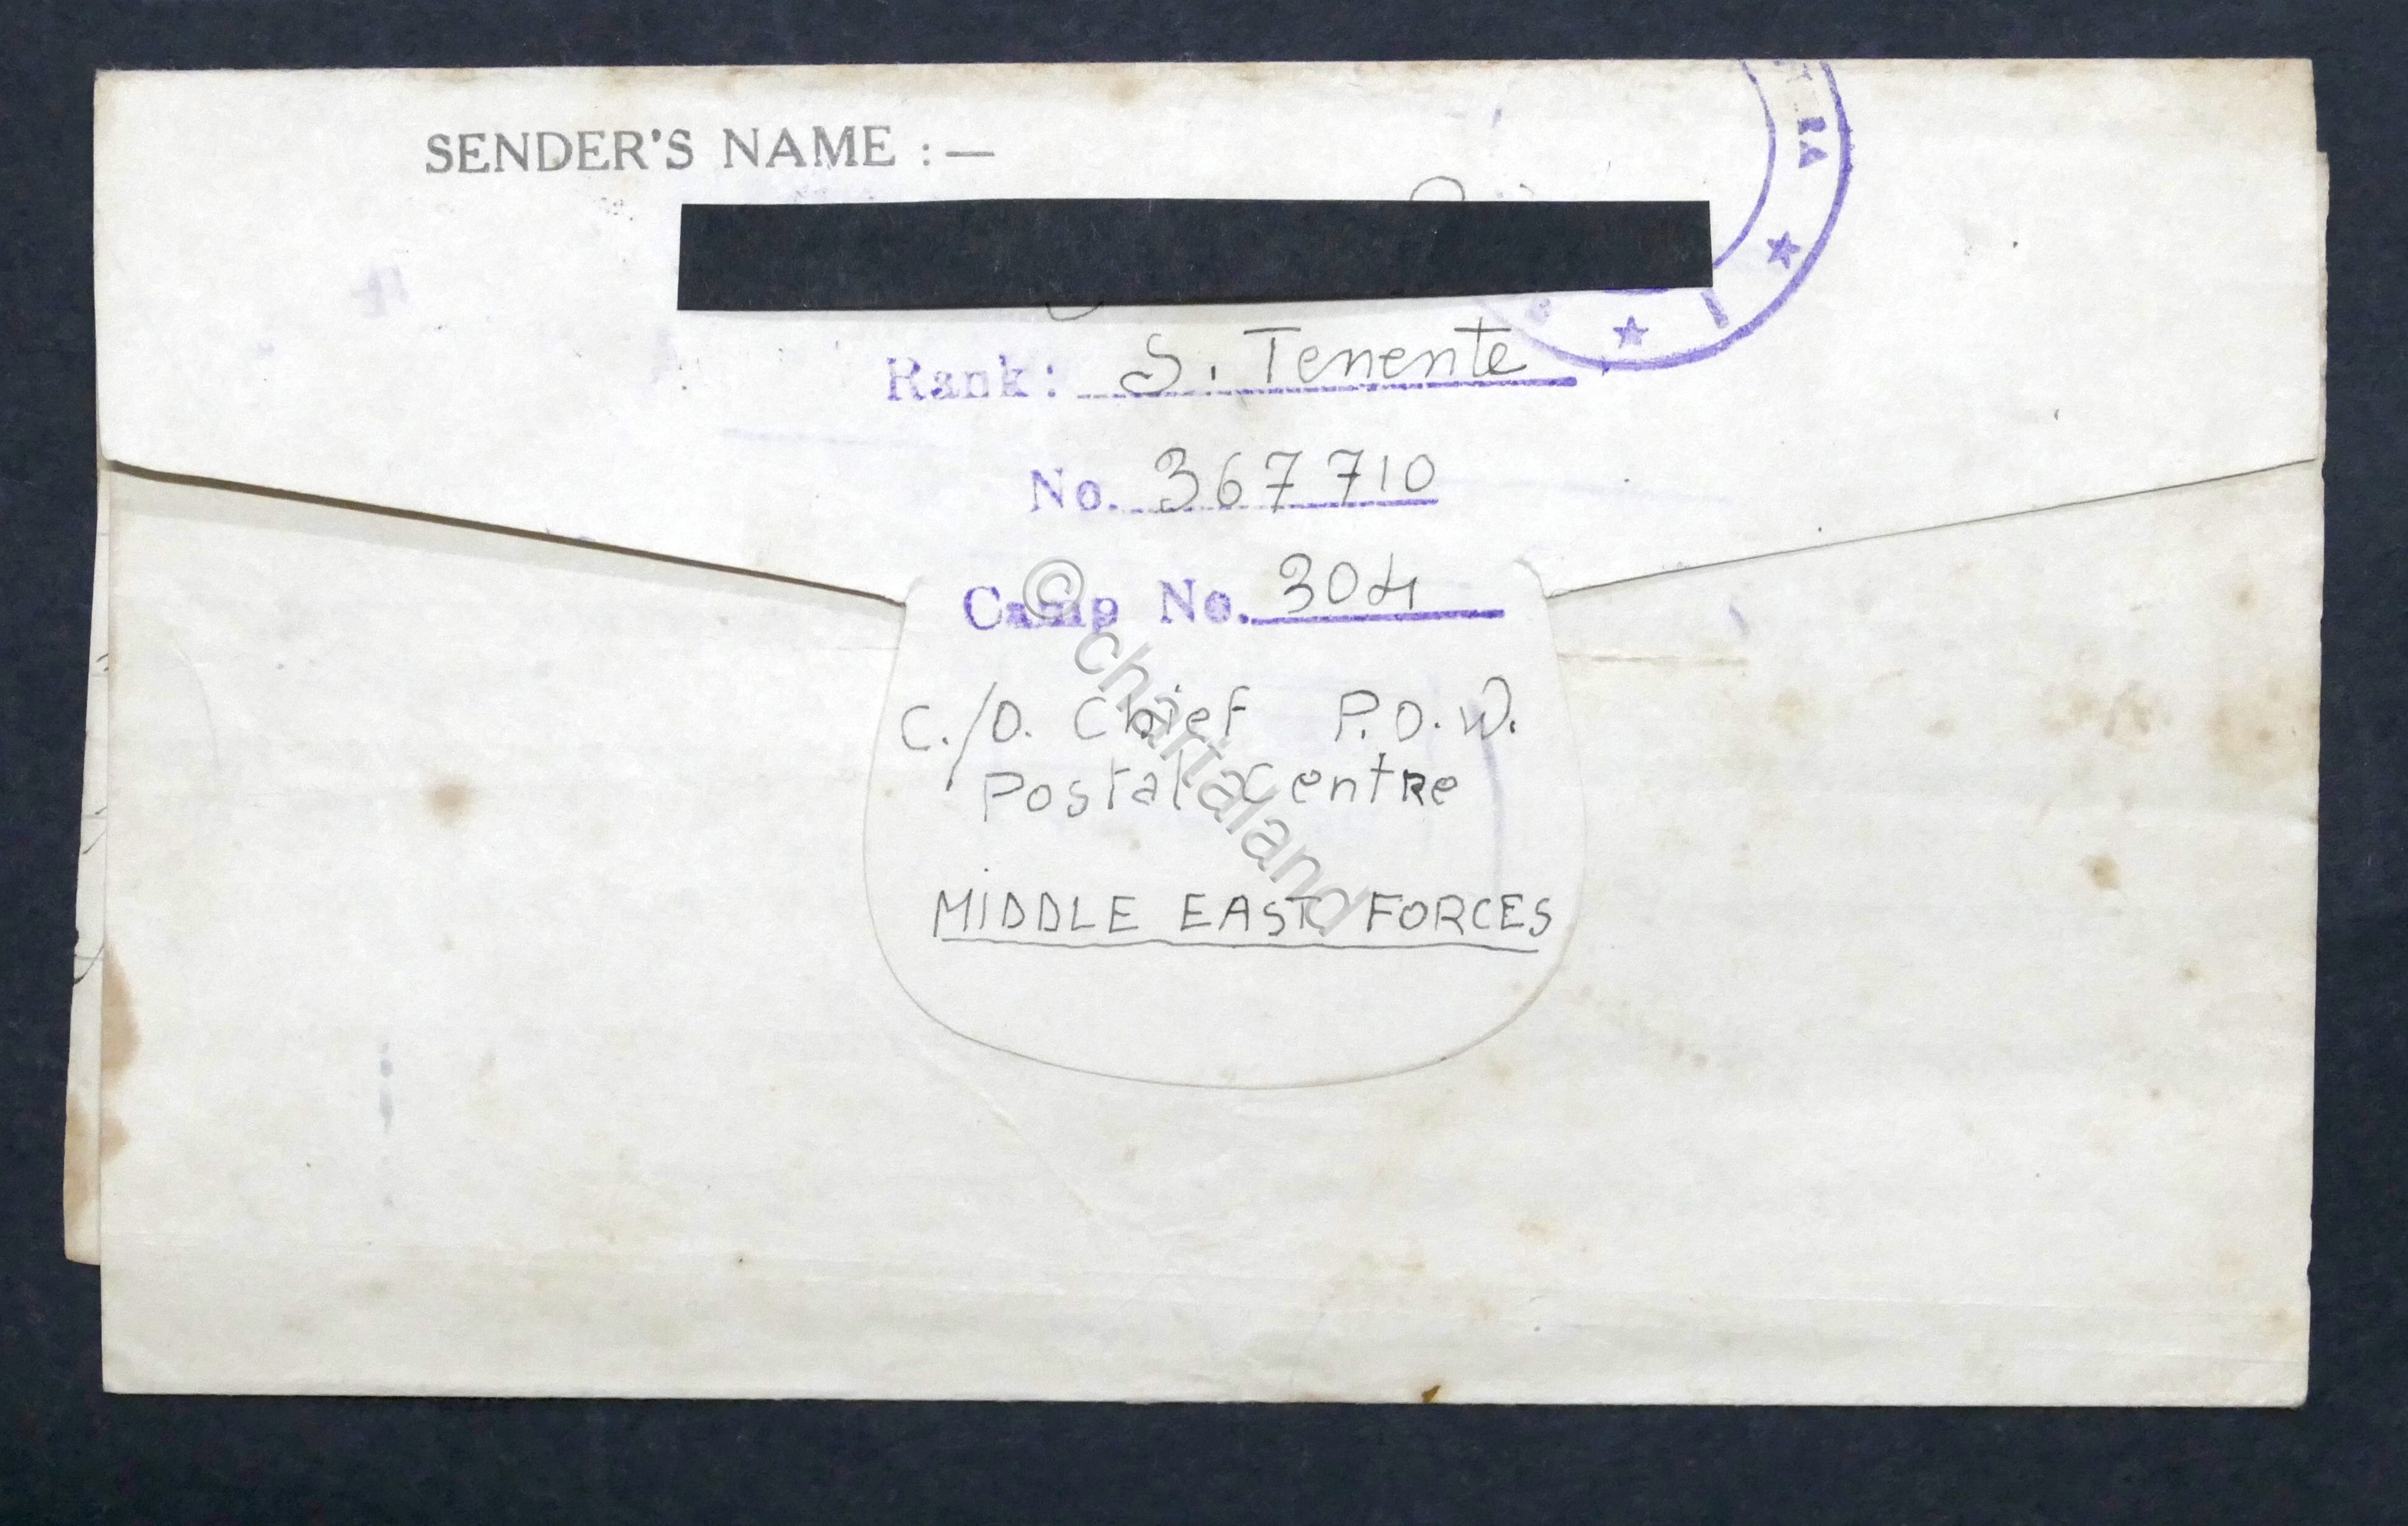 SENDER'S NAME : —
Rank: S. Tenente
No. 367710
Camp No. 304
C./O. Chief P.O.W.
Postal Centre
MIDDLE EAST FORCES
© chartaland